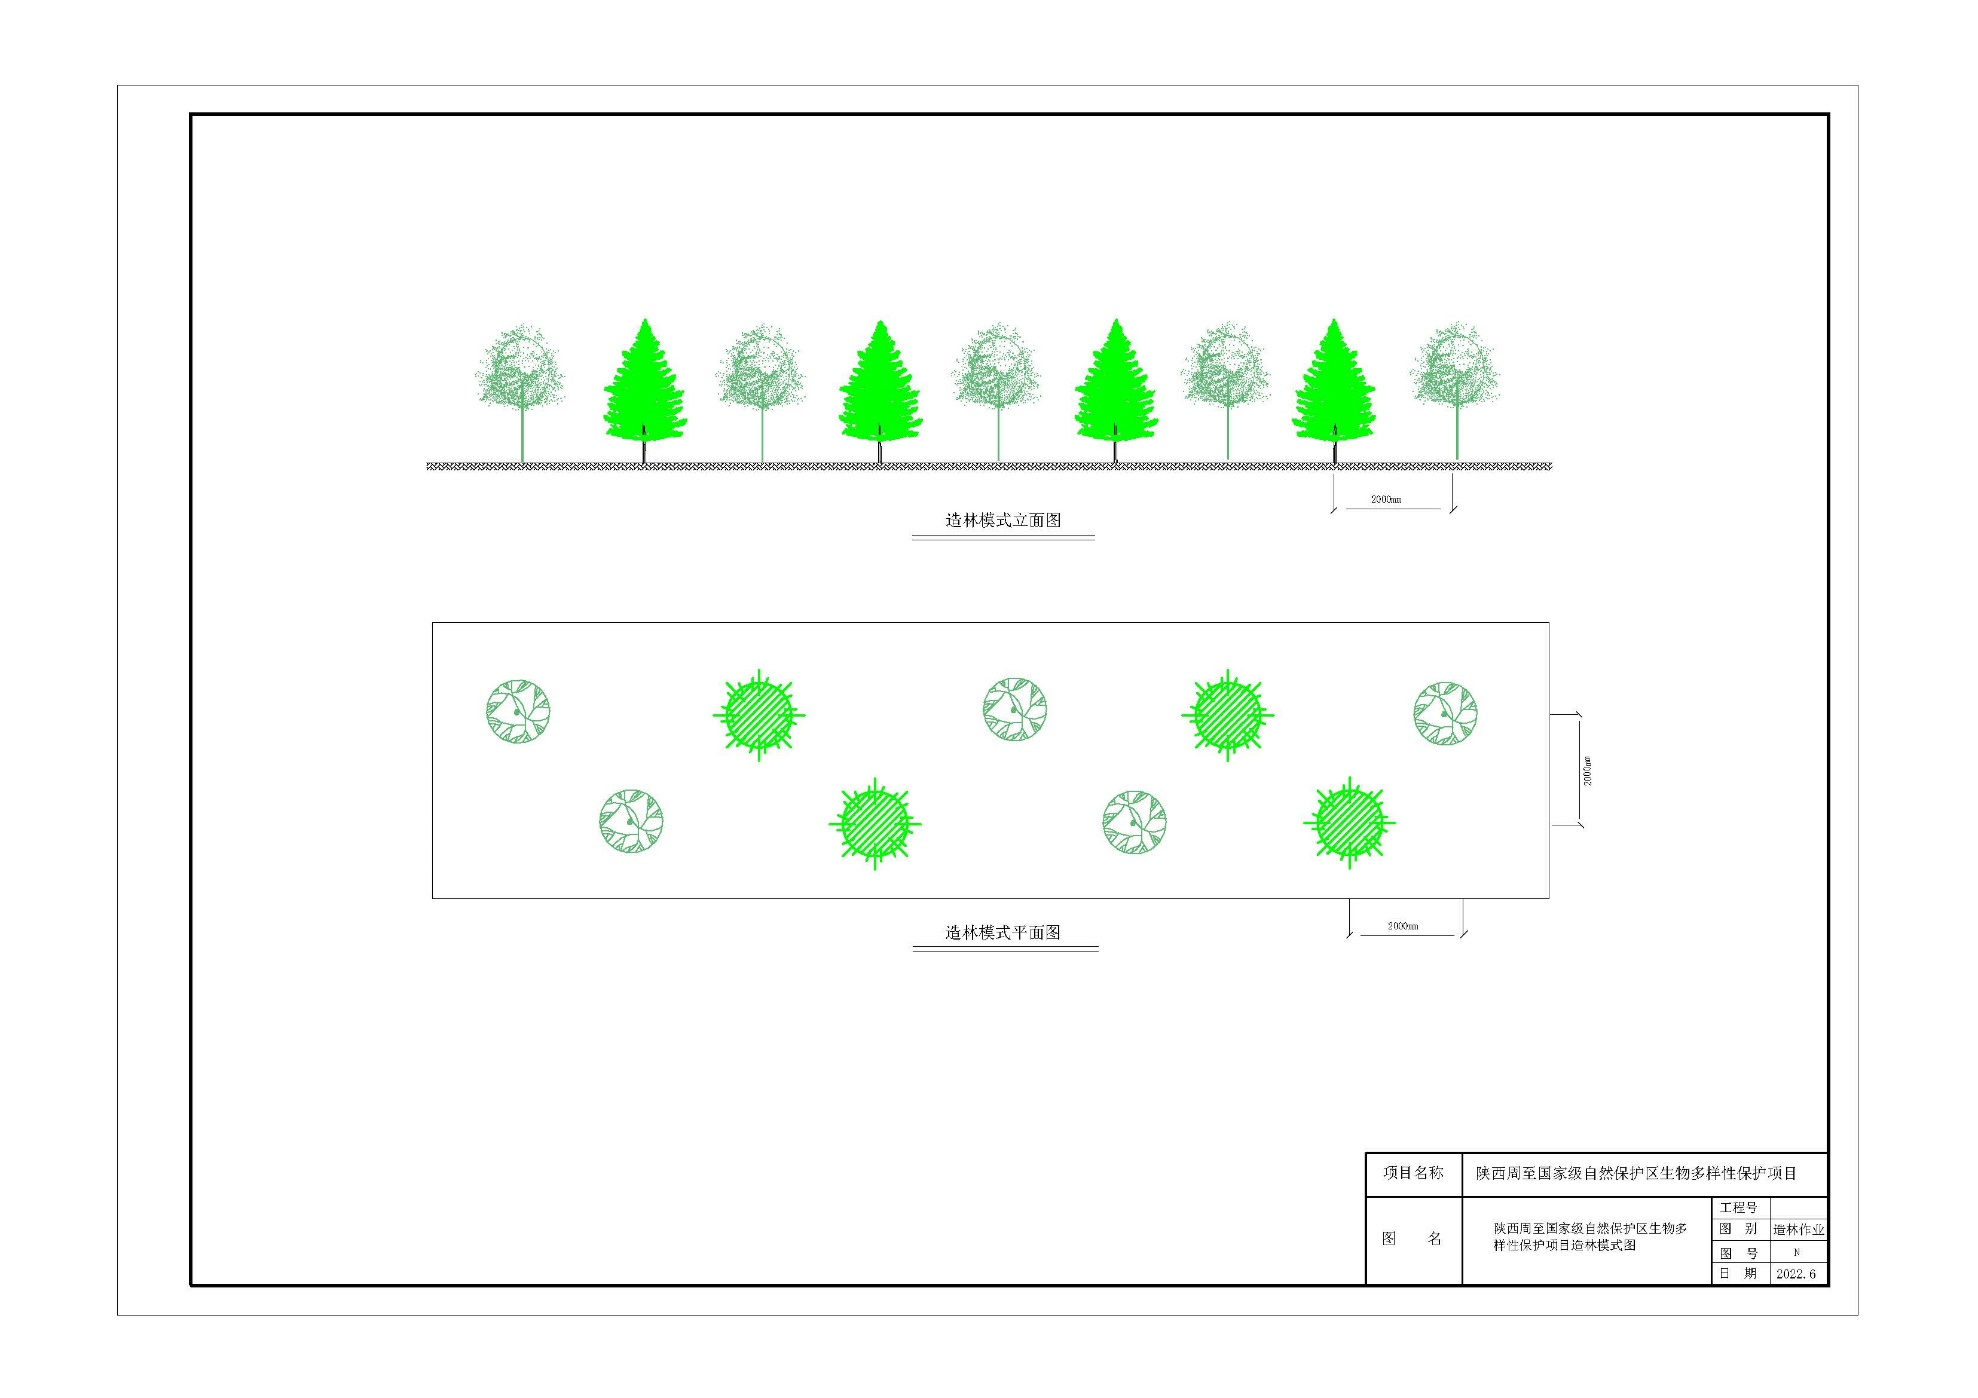 2000mm
造林模式立面图
2000mm
造林模式平面图
2000mm
项目名称
陕西周至国家级自然保护区生物多样性保护项目
图 名
陕西周至国家级自然保护区生物多
样性保护项目造林模式图
工程号
图 别
造林作业
图 号
N
日 期
2022.6